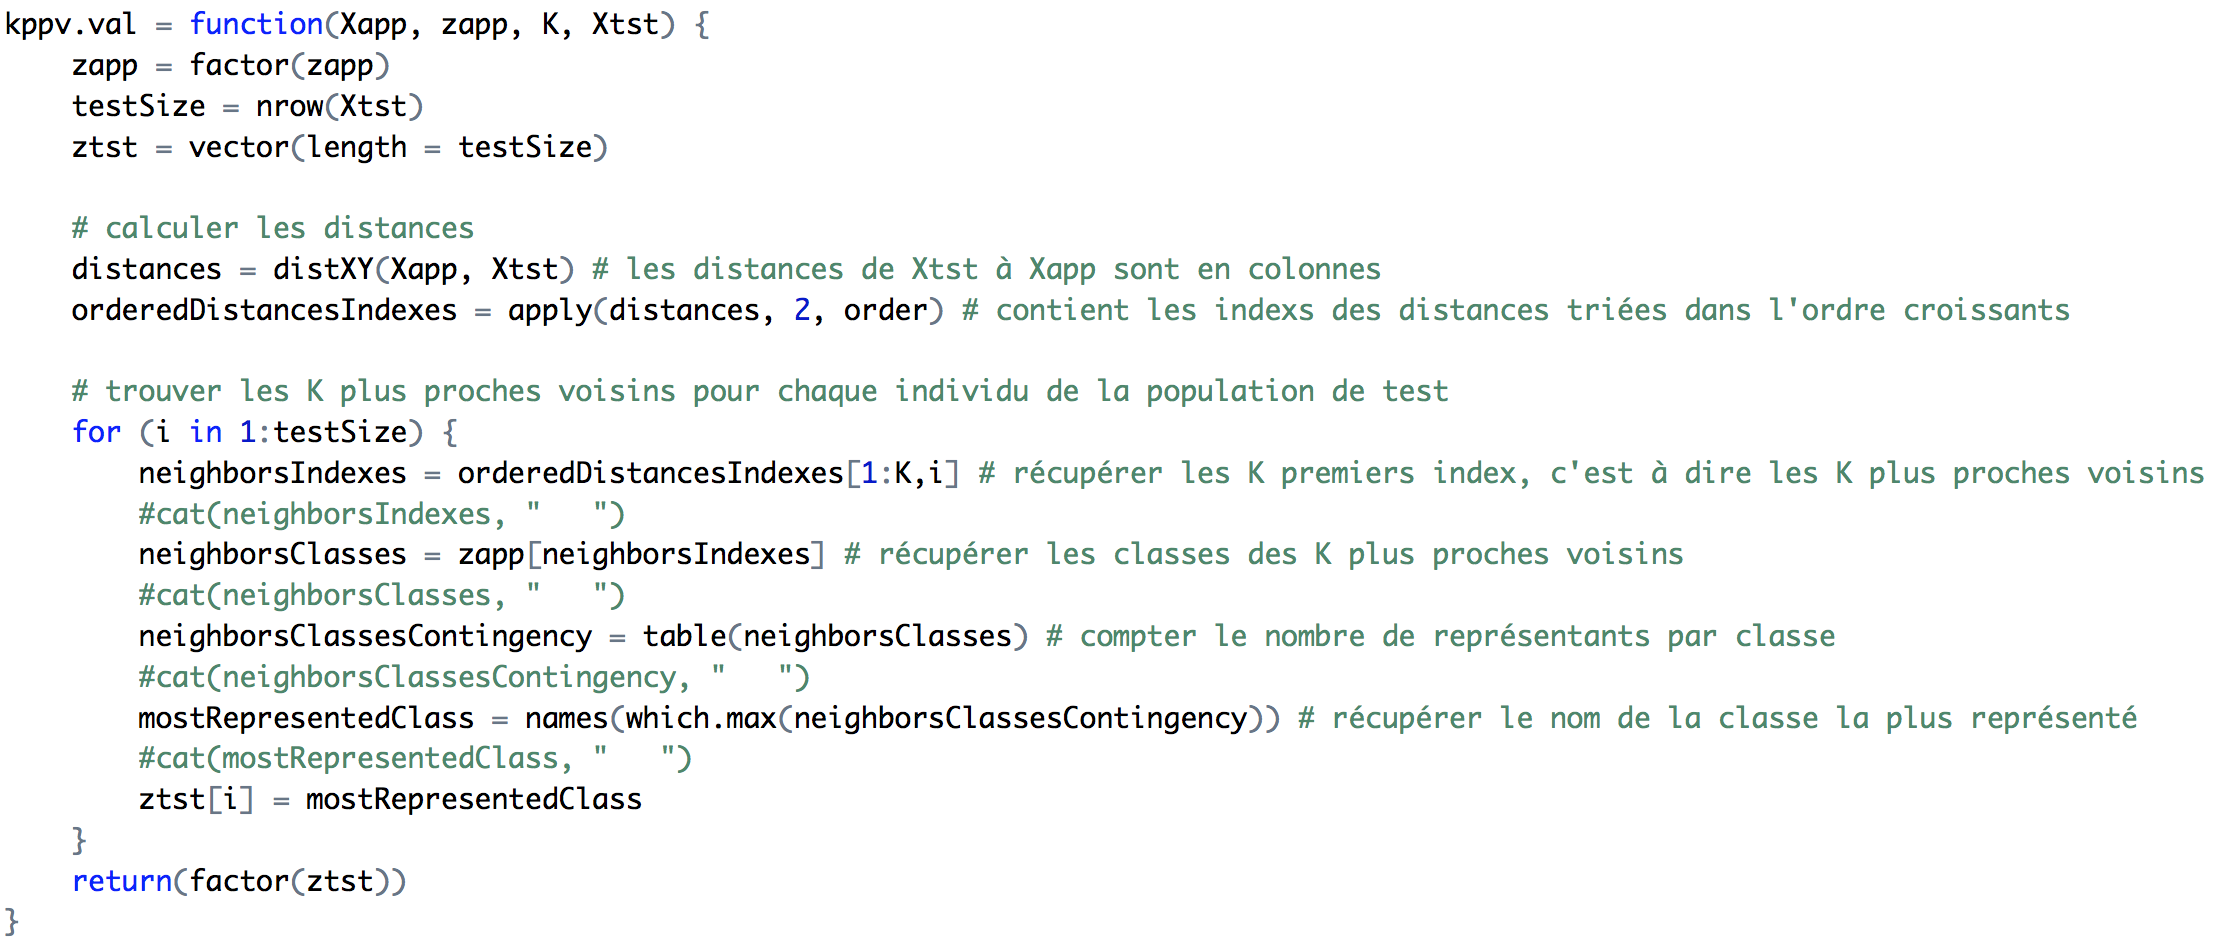 kppv.val = function(Xapp, zapp, K, Xtst) {
    zapp = factor(zapp)
    testSize = nrow(Xtst)
    ztst = vector(length = testSize)

    # calculer les distances
    distances = distXY(Xapp, Xtst) # les distances de Xtst à Xapp sont en colonnes
    orderedDistancesIndexes = apply(distances, 2, order) # contient les indexs des distances triées dans l'ordre croissants

    # trouver les K plus proches voisins pour chaque individu de la population de test
    for (i in 1:testSize) {
        neighborsIndexes = orderedDistancesIndexes[1:K,i] # récupérer les K premiers index, c'est à dire les K plus proches voisins
        #cat(neighborsIndexes, "   ")
        neighborsClasses = zapp[neighborsIndexes] # récupérer les classes des K plus proches voisins
        #cat(neighborsClasses, "   ")
        neighborsClassesContingency = table(neighborsClasses) # compter le nombre de représentants par classe
        #cat(neighborsClassesContingency, "   ")
        mostRepresentedClass = names(which.max(neighborsClassesContingency)) # récupérer le nom de la classe la plus représenté
        #cat(mostRepresentedClass, "   ")
        ztst[i] = mostRepresentedClass
    }
    return(factor(ztst))
}